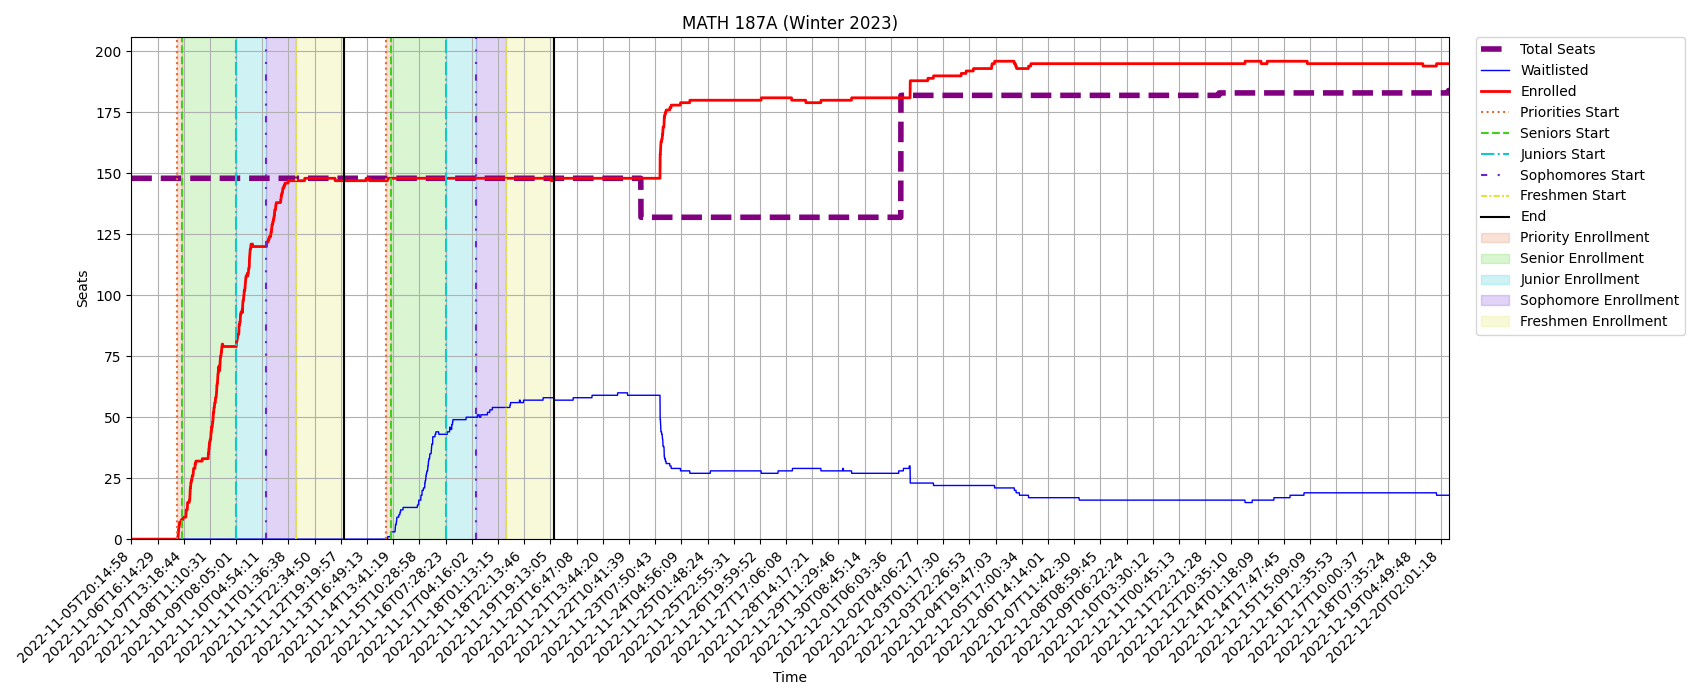 MATH 187A (Winter 2023)
200
175
150
125
100
75
50
25
0
Seats
2022-11-05T20:14:58
2022-11-06T16:14:29
2022-11-07T13:18:44
2022-11-08T11:10:31
2022-11-09T08:05:01
2022-11-10T04:54:11
2022-11-11T01:36:38
2022-11-11T22:34:50
2022-11-12T19:19:57
2022-11-13T16:49:13
2022-11-14T13:41:19
2022-11-15T10:28:58
2022-11-16T07:28:23
2022-11-17T04:16:02
2022-11-18T01:13:15
2022-11-18T22:13:46
2022-11-19T19:13:05
2022-11-20T16:47:08
2022-11-21T13:44:20
2022-11-22T10:41:39
2022-11-23T07:50:43
2022-11-24T04:56:09
2022-11-25T01:48:24
2022-11-25T22:55:31
2022-11-26T19:59:52
2022-11-27T17:06:08
2022-11-28T14:17:21
2022-11-29T11:29:46
2022-11-30T08:45:14
2022-12-01T06:03:36
2022-12-02T04:06:27
2022-12-03T01:17:30
2022-12-03T22:26:53
2022-12-04T19:47:03
2022-12-05T17:00:34
2022-12-06T14:14:01
2022-12-07T11:42:30
2022-12-08T08:59:45
2022-12-09T06:22:24
2022-12-10T03:30:12
2022-12-11T00:45:13
2022-12-11T22:21:28
2022-12-12T20:35:10
2022-12-14T01:18:09
2022-12-14T17:47:45
2022-12-15T15:09:09
2022-12-16T12:35:53
2022-12-17T10:00:37
2022-12-18T07:35:24
2022-12-19T04:49:48
2022-12-20T02:01:18
Time
Total Seats
Waitlisted
Enrolled
Priorities Start
Seniors Start
Juniors Start
Sophomores Start
Freshmen Start
End
Priority Enrollment
Senior Enrollment
Junior Enrollment
Sophomore Enrollment
Freshmen Enrollment